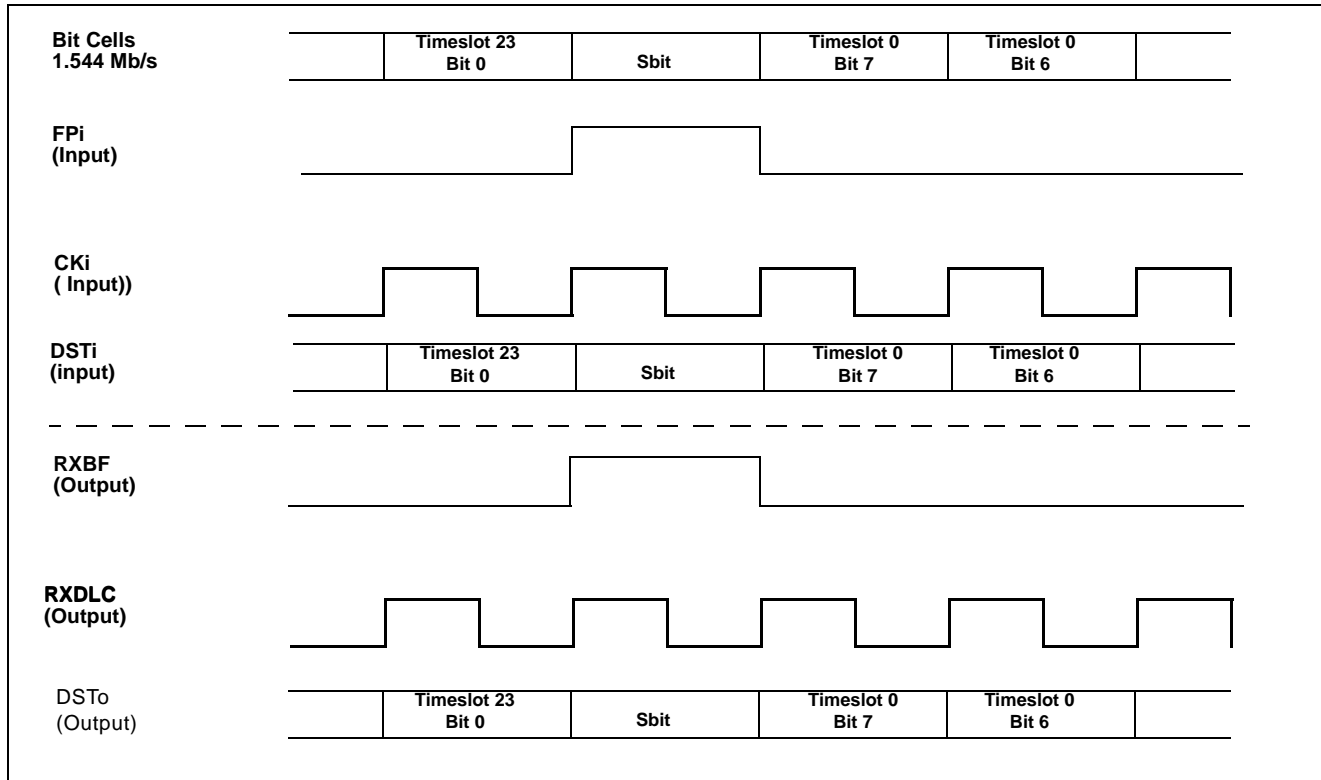 Bit Cells
1.544 Mb/s
Timeslot 23
Bit 0
Sbit
Timeslot 0
Bit 7
Timeslot 0
Bit 6
FPi
(Input)
CKi
( Input))
DSTi
(input)
Timeslot 23
Bit 0
Sbit
Timeslot 0
Bit 7
Timeslot 0
Bit 6
RXBF
(Output)
RXDLC
(Output)
DSTo
(Output)
Timeslot 23
Bit 0
Sbit
Timeslot 0
Bit 7
Timeslot 0
Bit 6